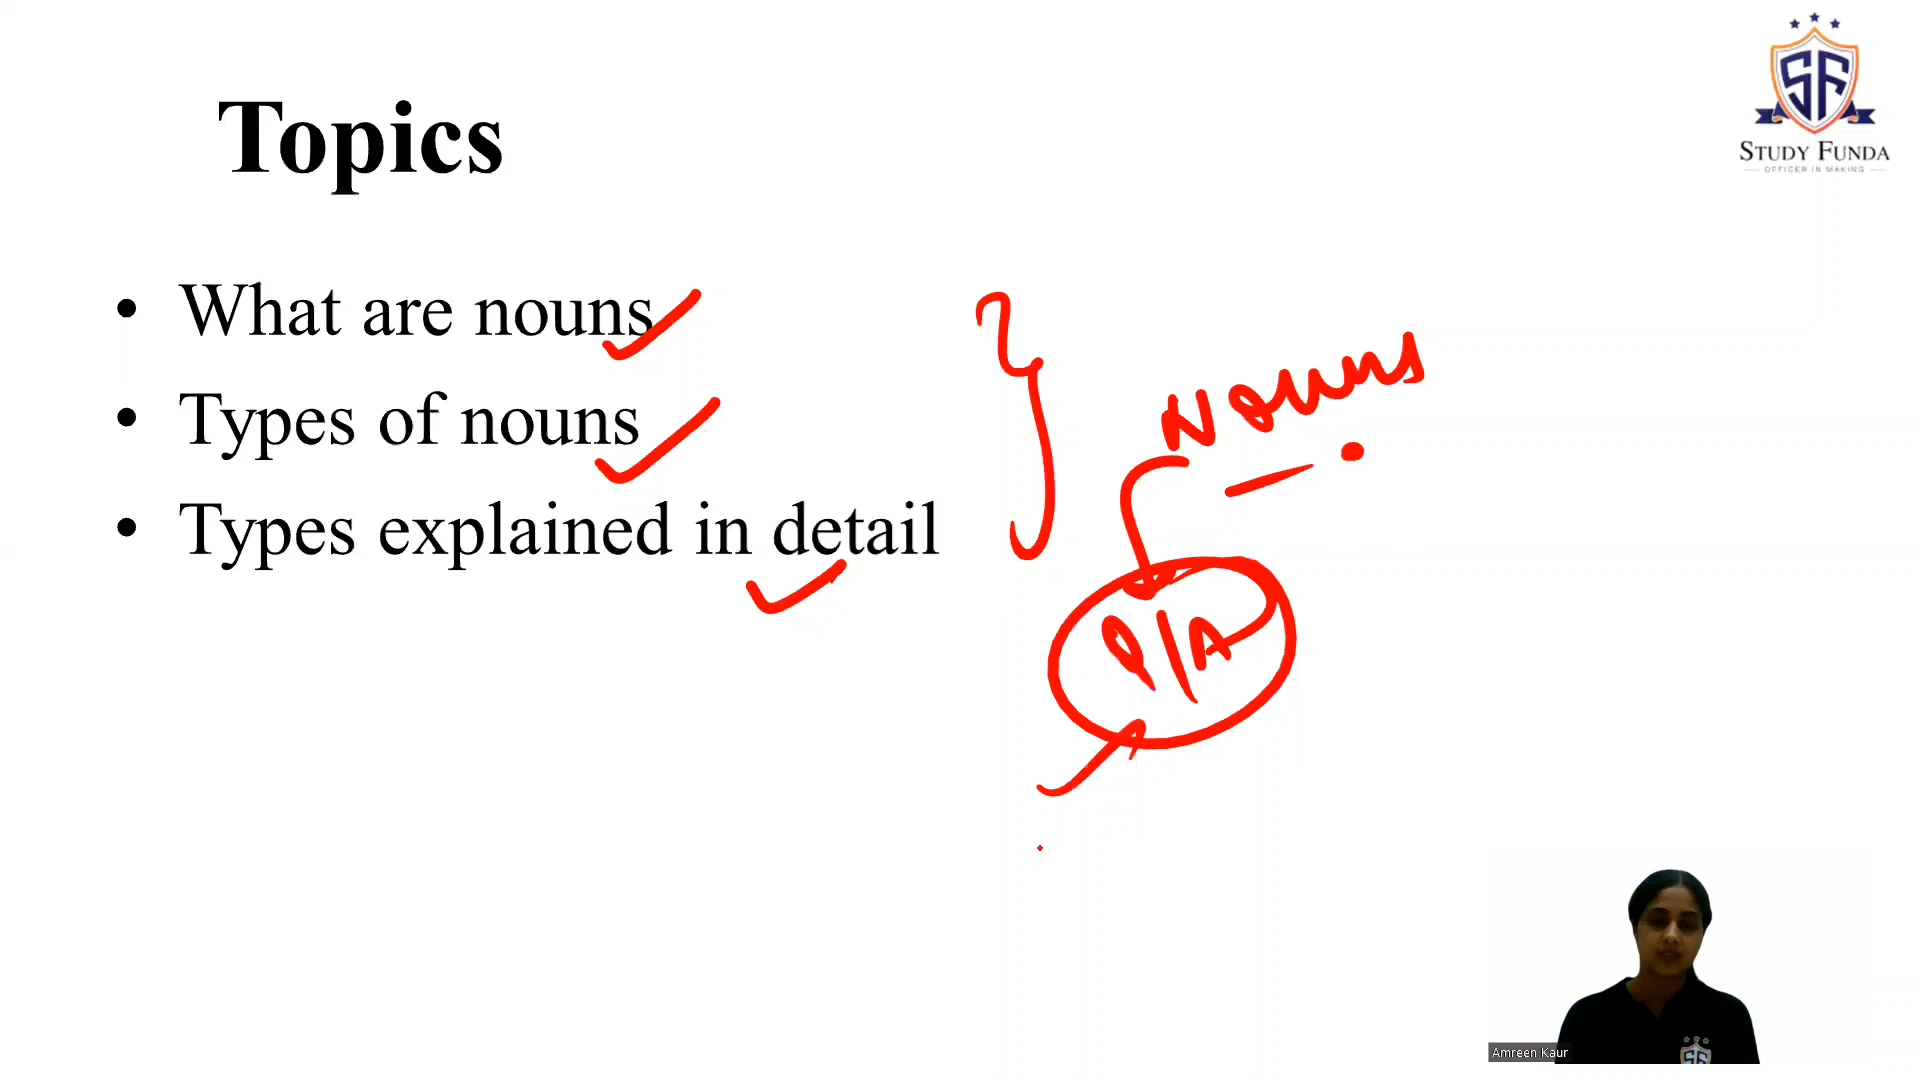 Topics
STUDY FUNDA
OFFICER IN MAKING
• What are nouns
• Types of nouns
• Types explained in detail
Nouns
Q/A
Amreen Kaur
SF